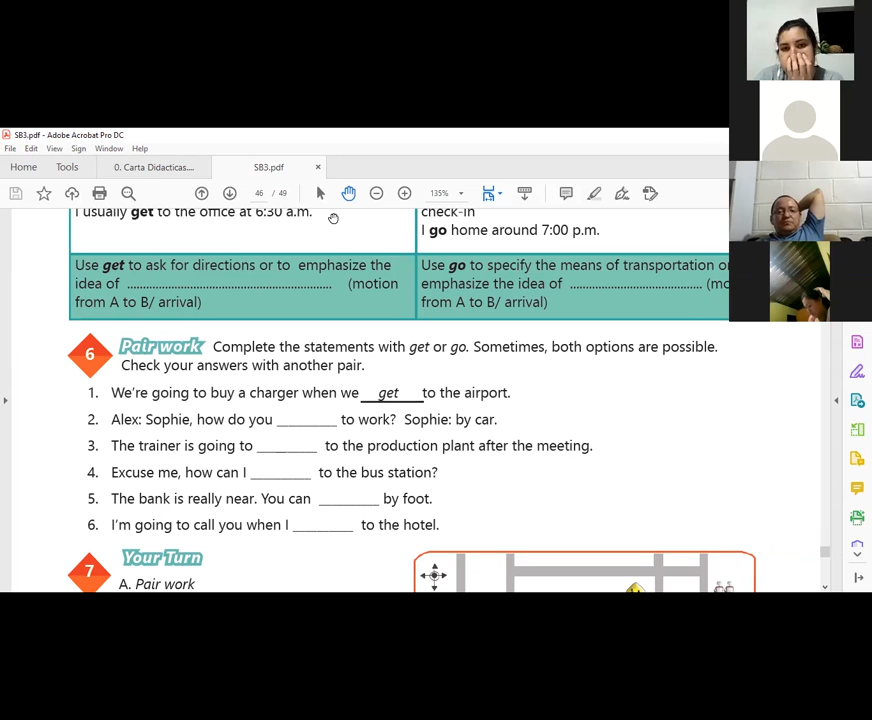 SB3.pdf - Adobe Acrobat Pro DC
File Edit View Sign Window Help
Home Tools 0. Carta Didacticas.... SB3.pdf ×
46 / 49 135%
I usually get to the office at 6:30 a.m.
check-in
I go home around 7:00 p.m.
Use get to ask for directions or to emphasize the
idea of .................................................................... (motion
from A to B/ arrival)
Use go to specify the means of transportation or
emphasize the idea of ............................................ (mo
from A to B/ arrival)
6 Pair work Complete the statements with get or go. Sometimes, both options are possible.
Check your answers with another pair.
1. We're going to buy a charger when we __get__ to the airport.
2. Alex: Sophie, how do you ________ to work? Sophie: by car.
3. The trainer is going to ________ to the production plant after the meeting.
4. Excuse me, how can I ________ to the bus station?
5. The bank is really near. You can ________ by foot.
6. I'm going to call you when I ________ to the hotel.
7 Your Turn
A. Pair work